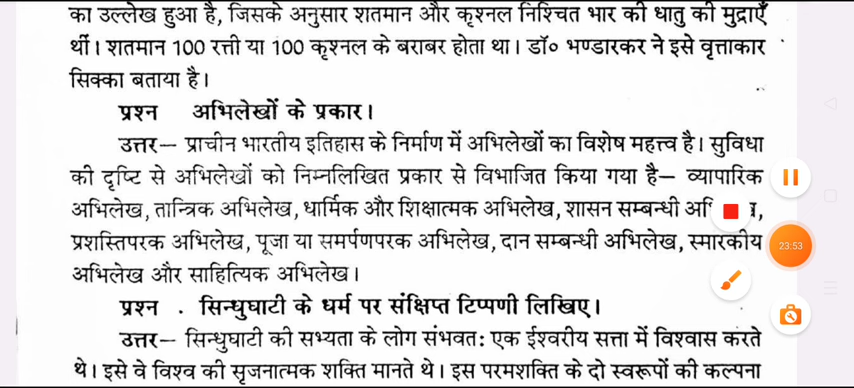 का उल्लेख हुआ है, जिसके अनुसार शतमान और कृश्नल निश्चित भार की धातु की मुद्राएँ
थीं। शतमान 100 रत्ती या 100 कृश्नल के बराबर होता था। डॉ० भण्डारकर ने इसे वृत्ताकार
सिक्का बताया है।
प्रश्न अभिलेखों के प्रकार।
उत्तर— प्राचीन भारतीय इतिहास के निर्माण में अभिलेखों का विशेष महत्त्व है। सुविधा
की दृष्टि से अभिलेखों को निम्नलिखित प्रकार से विभाजित किया गया है— व्यापारिक
अभिलेख, तान्त्रिक अभिलेख, धार्मिक और शिक्षात्मक अभिलेख, शासन सम्बन्धी
प्रशस्तिपरक अभिलेख, पूजा या समर्पणपरक अभिलेख, दान सम्बन्धी अभिलेख, स्मारकीय
23:53
अभिलेख और साहित्यिक अभिलेख।
प्रश्न . सिन्धुघाटी के धर्म पर संक्षिप्त टिप्पणी लिखिए।
उत्तर— सिन्धुघाटी की सभ्यता के लोग संभवत: एक ईश्वरीय सत्ता में विश्वास करते
थे। इसे वे विश्व की सृजनात्मक शक्ति मानते थे। इस परमशक्ति के दो स्वरूपों की कल्पना